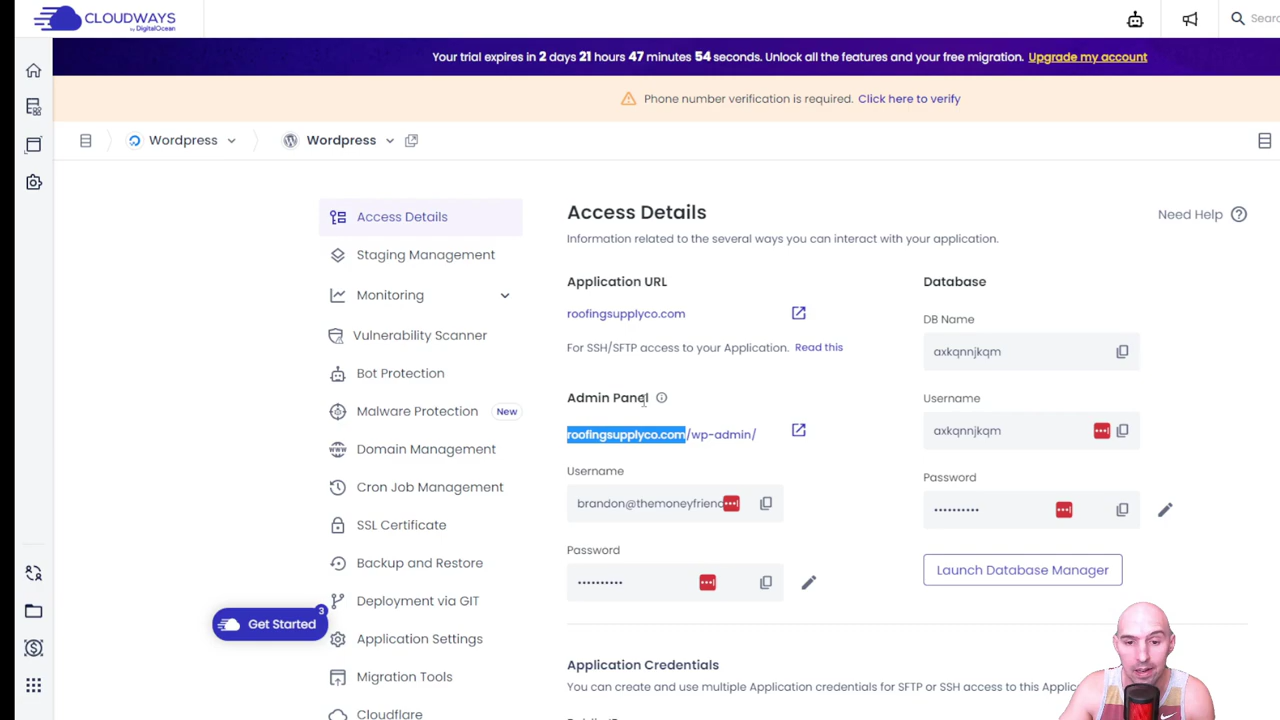 CLOUDWAYS
by DigitalOcean
Your trial expires in 2 days 21 hours 47 minutes 54 seconds. Unlock all the features and your free migration. Upgrade my account
Phone number verification is required. Click here to verify
Wordpress
Wordpress
Access Details
Staging Management
Monitoring
Vulnerability Scanner
Bot Protection
Malware Protection New
Domain Management
Cron Job Management
SSL Certificate
Backup and Restore
Deployment via GIT
Application Settings
Migration Tools
Cloudflare
Get Started
3
Access Details
Need Help
Information related to the several ways you can interact with your application.
Application URL
roofingsupplyco.com
For SSH/SFTP access to your Application. Read this
Admin Panel
roofingsupplyco.com/wp-admin/
Username
brandon@themoneyfrienc
Password
••••••••••
Database
DB Name
axkqnnjkqm
Username
axkqnnjkqm
Password
••••••••••
Launch Database Manager
Application Credentials
You can create and use multiple Application credentials for SFTP or SSH access to this Applic